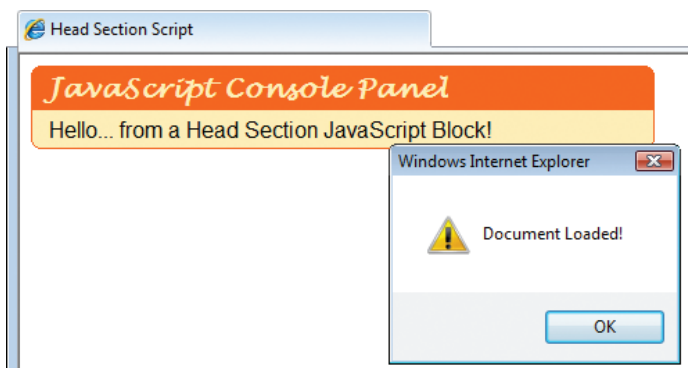 Head Section Script
JavaScript Console Panel
Hello... from a Head Section JavaScript Block!
Windows Internet Explorer
Document Loaded!
OK